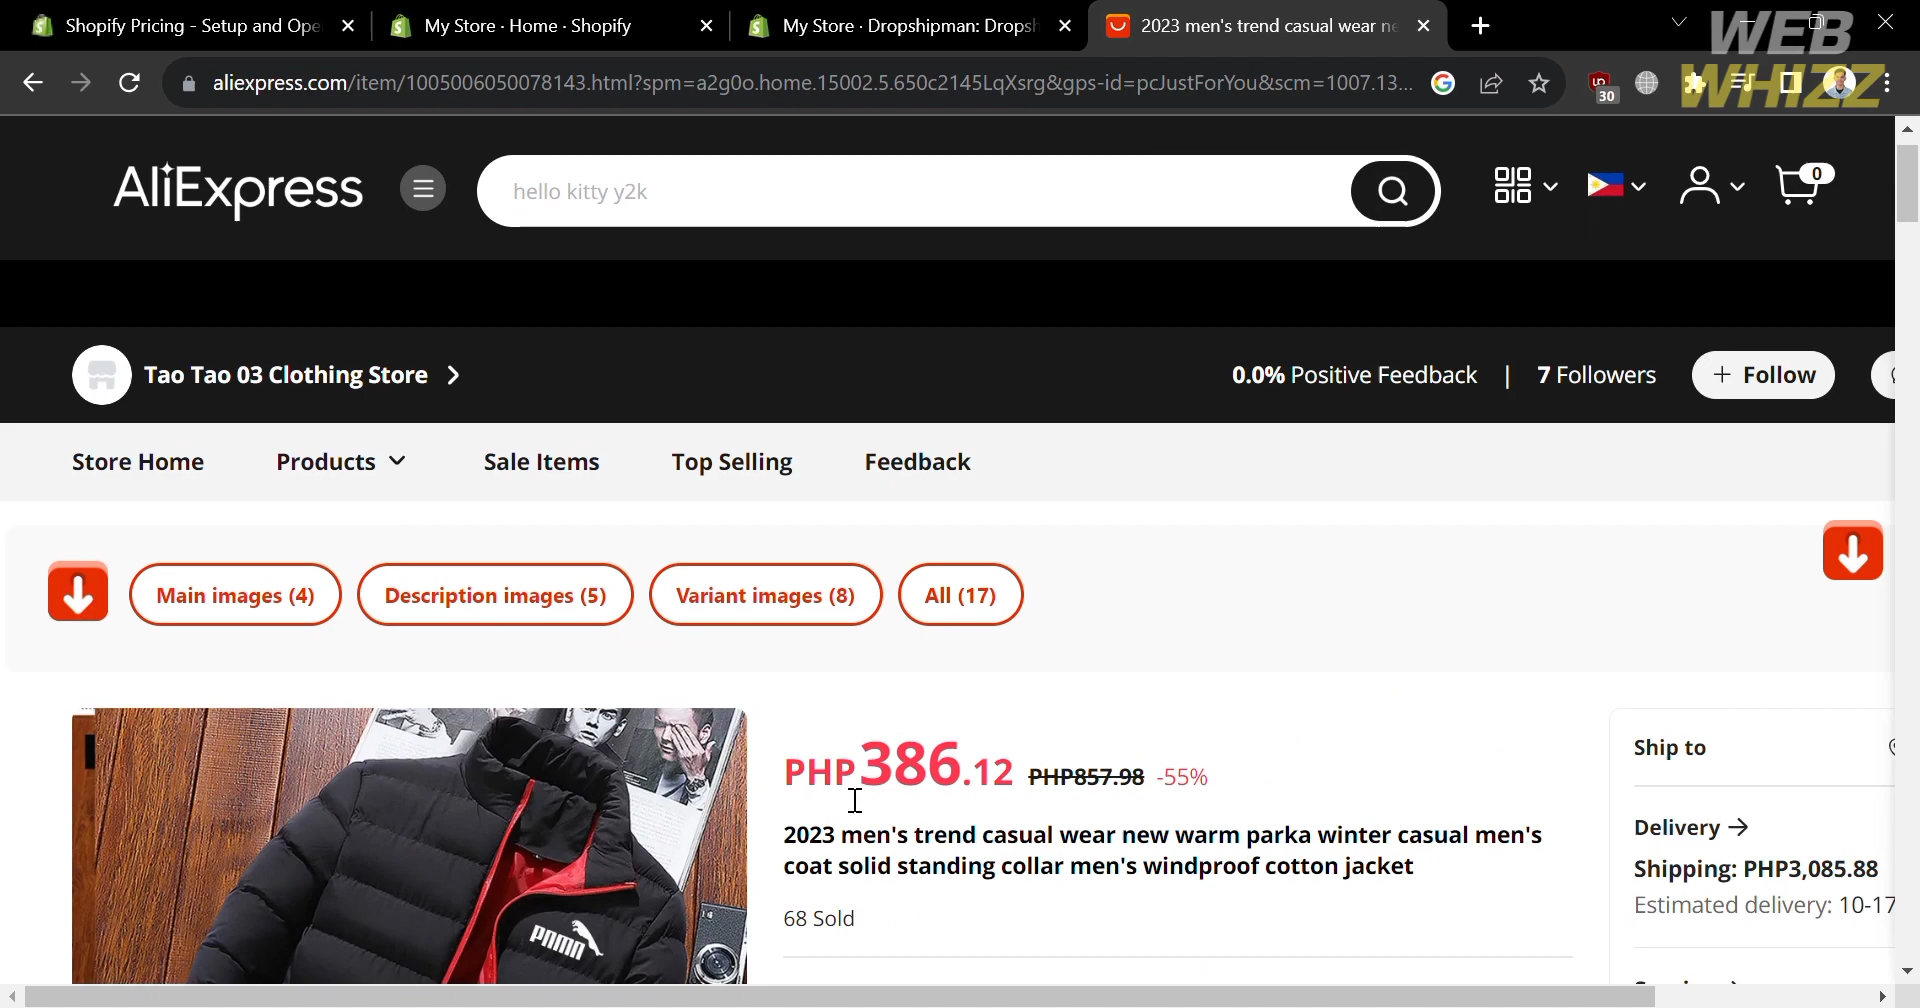 Shopify Pricing - Setup and Ope
My Store · Home · Shopify
My Store · Dropshipman: Dropsh
2023 men's trend casual wear ne
WEB
WHIZZ
aliexpress.com/item/1005006050078143.html?spm=a2g0o.home.15002.5.650c2145LqXsrg&gps-id=pcJustForYou&scm=1007.13...
30
AliExpress
hello kitty y2k
0
Tao Tao 03 Clothing Store
0.0% Positive Feedback | 7 Followers
+ Follow
Store Home
Products
Sale Items
Top Selling
Feedback
Main images (4)
Description images (5)
Variant images (8)
All (17)
PHP386.12 PHP857.98 -55%
2023 men's trend casual wear new warm parka winter casual men's
coat solid standing collar men's windproof cotton jacket
68 Sold
Ship to
Delivery
Shipping: PHP3,085.88
Estimated delivery: 10-17